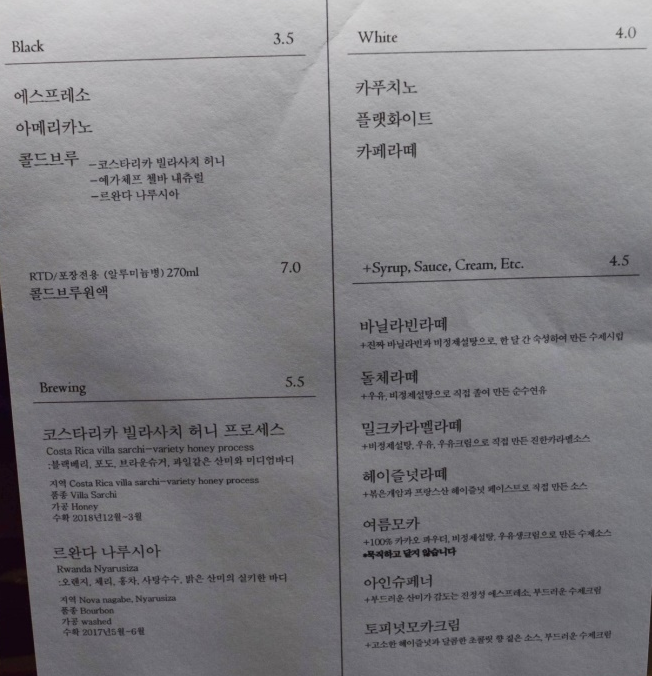 Black 3.5
에스프레소
아메리카노
콜드브루 -코스타리카 빌라사치 허니
-예가체프 첼바 내츄럴
-르완다 나루시아
RTD/포장전용 (알루미늄병) 270ml 7.0
콜드브루원액
Brewing 5.5
코스타리카 빌라사치 허니 프로세스
Costa Rica villa sarchi-variety honey process
:블랙베리, 포도, 브라운슈거, 파일같은 산미와 미디엄바디
지역 Costa Rica villa sarchi-variety honey process
품종 Villa Sarchi
가공 Honey
수확 2018년12월-3월
르완다 나루시아
Rwanda Nyarusiza
:오렌지, 체리, 홍차, 사탕수수, 밝은 산미의 실키한 바디
지역 Nova nagabe, Nyarusiza
품종 Bourbon
가공 washed
수확 2017년5월-6월
White 4.0
카푸치노
플랫화이트
카페라떼
+Syrup, Sauce, Cream, Etc. 4.5
바닐라빈라떼
+진짜 바닐라빈과 비정제설탕으로, 한 달 간 숙성하여 만든 수제시럽
돌체라떼
+우유, 비정제설탕으로 직접 졸여 만든 순수연유
밀크카라멜라떼
+비정제설탕, 우유, 우유크림으로 직접 만든 진한카라멜소스
헤이즐넛라떼
+볶은개암과 프랑스산 헤이즐넛 페이스트로 직접 만든 소스
여름모카
+100% 카카오 파우더, 비정제설탕, 우유생크림으로 만든 수제소스
*묵직하고 달지 않습니다
아인슈페너
+부드러운 산미가 감도는 진정성 에스프레소, 부드러운 수제크림
토피넛모카크림
+고소한 헤이즐넛과 달콤한 초콜릿 향 짙은 소스, 부드러운 수제크림